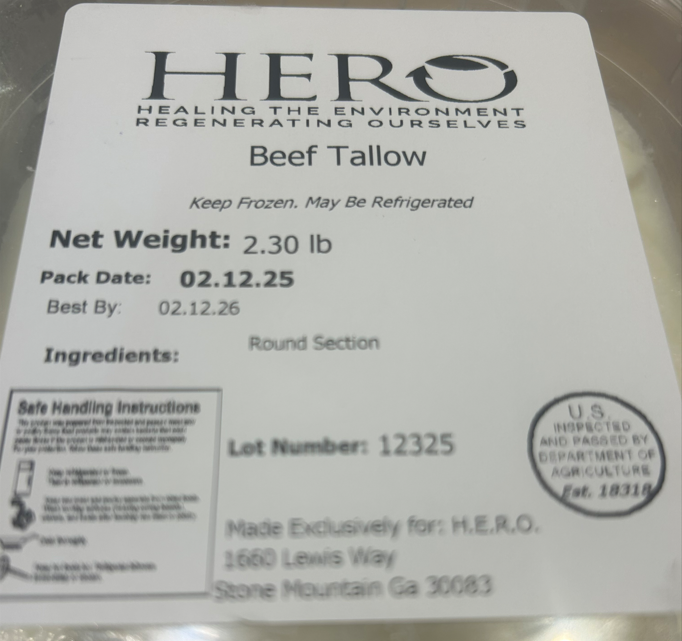 HERO
HEALING THE ENVIRONMENT
REGENERATING OURSELVES
Beef Tallow
Keep Frozen. May Be Refrigerated
Net Weight: 2.30 lb
Pack Date: 02.12.25
Best By: 02.12.26
Ingredients: Round Section
Safe Handling Instructions
Lot Number: 12325
U.S.
INSPECTED
AND PASSED BY
DEPARTMENT OF
AGRICULTURE
Est. 18318
Made Exclusively for: H.E.R.O.
1660 Lewis Way
Stone Mountain Ga 30083